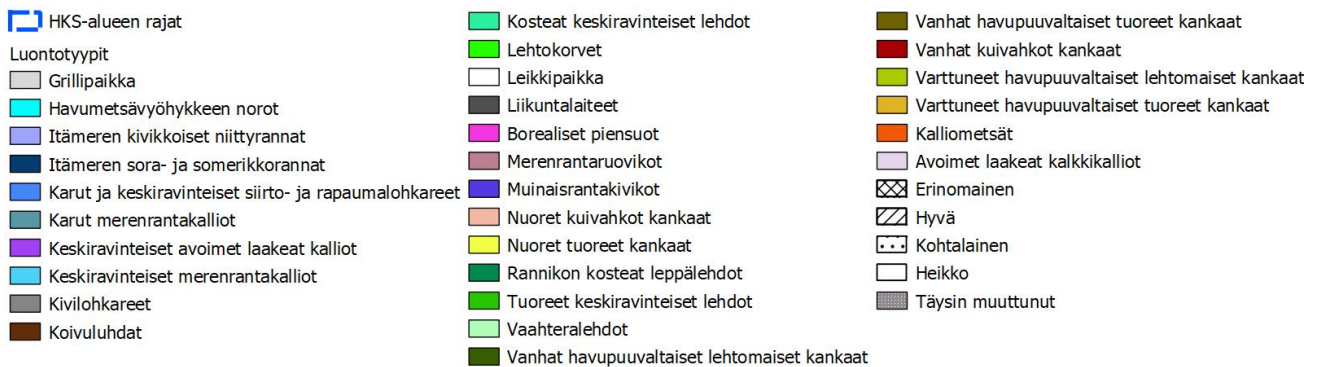 HKS-alueen rajat
Luontotyypit
Grillipaikka
Havumetsävyöhykkeen norot
Itämeren kivikkoiset niittyrannat
Itämeren sora- ja somerikkorannat
Karut ja keskiravinteiset siirto- ja rapaumalohkareet
Karut merenrantakalliot
Keskiravinteiset avoimet laakeat kalliot
Keskiravinteiset merenrantakalliot
Kivilohkareet
Koivuluhdat
Kosteat keskiravinteiset lehdot
Lehtokorvet
Leikkipaikka
Liikuntalaiteet
Borealiset piensuot
Merenrantaruovikot
Muinaisrantakivikot
Nuoret kuivahkot kankaat
Nuoret tuoreet kankaat
Rannikon kosteat leppälehdot
Tuoreet keskiravinteiset lehdot
Vaahteralehdot
Vanhat havupuuvaltaiset lehtomaiset kankaat
Vanhat havupuuvaltaiset tuoreet kankaat
Vanhat kuivahkot kankaat
Varttuneet havupuuvaltaiset lehtomaiset kankaat
Varttuneet havupuuvaltaiset tuoreet kankaat
Kalliometsät
Avoimet laakeat kalkkikalliot
Erinomainen
Hyvä
Kohtalainen
Heikko
Täysin muuttunut